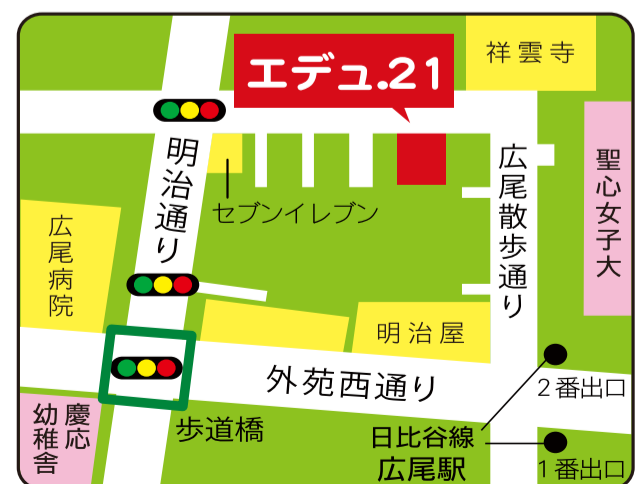 エデュ.21
祥雲寺
明治通り
セブンイレブン
広尾散歩通り
聖心女子大
広尾病院
明治屋
外苑西通り
2番出口
歩道橋
日比谷線
広尾駅
1番出口
慶応
幼稚舎